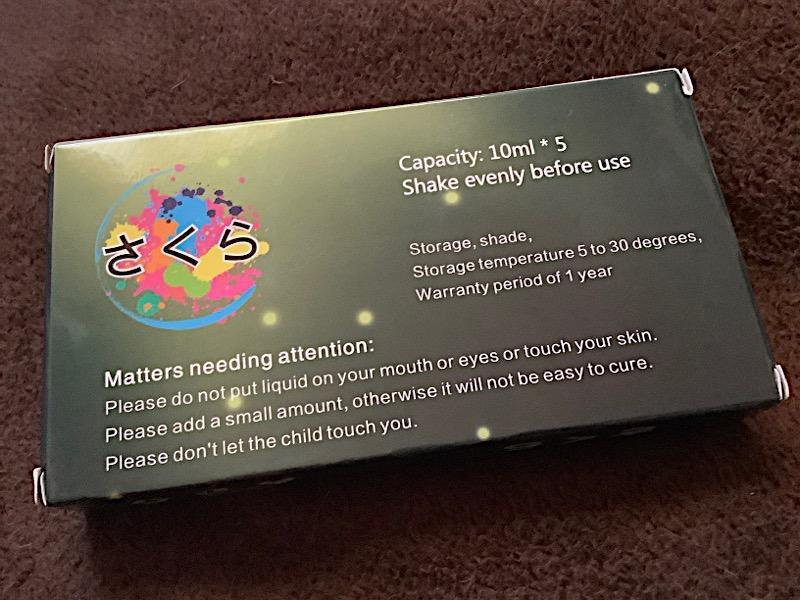 さくら
Capacity: 10ml * 5
Shake evenly before use
Storage, shade,
Storage temperature 5 to 30 degrees,
Warranty period of 1 year
Matters needing attention:
Please do not put liquid on your mouth or eyes or touch your skin.
Please add a small amount, otherwise it will not be easy to cure.
Please don't let the child touch you.